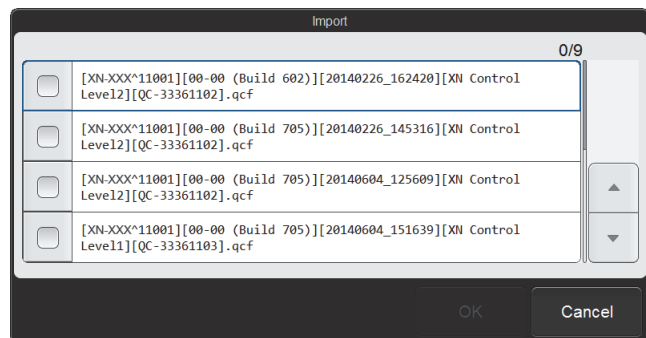 Import
0/9
[XN-XXX^11001][00-00 (Build 602)][20140226_162420][XN Control
Level2][QC-33361102].qcf
[XN-XXX^11001][00-00 (Build 705)][20140226_145316][XN Control
Level2][QC-33361102].qcf
[XN-XXX^11001][00-00 (Build 705)][20140604_125609][XN Control
Level2][QC-33361102].qcf
[XN-XXX^11001][00-00 (Build 705)][20140604_151639][XN Control
Level1][QC-33361103].qcf
OK Cancel